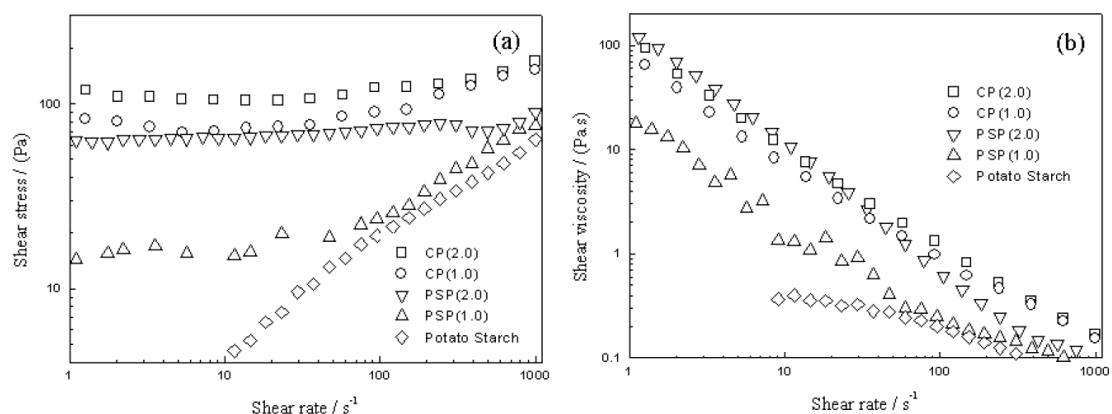 (a)
Shear stress / (Pa)
100
10
CP(2.0)
CP(1.0)
PSP(2.0)
PSP(1.0)
Potato Starch
1 10 100 1000
Shear rate / s-1
(b)
Shear viscosity / (Pa.s)
100
10
1
0.1
CP(2.0)
CP(1.0)
PSP(2.0)
PSP(1.0)
Potato Starch
1 10 100 1000
Shear rate / s-1